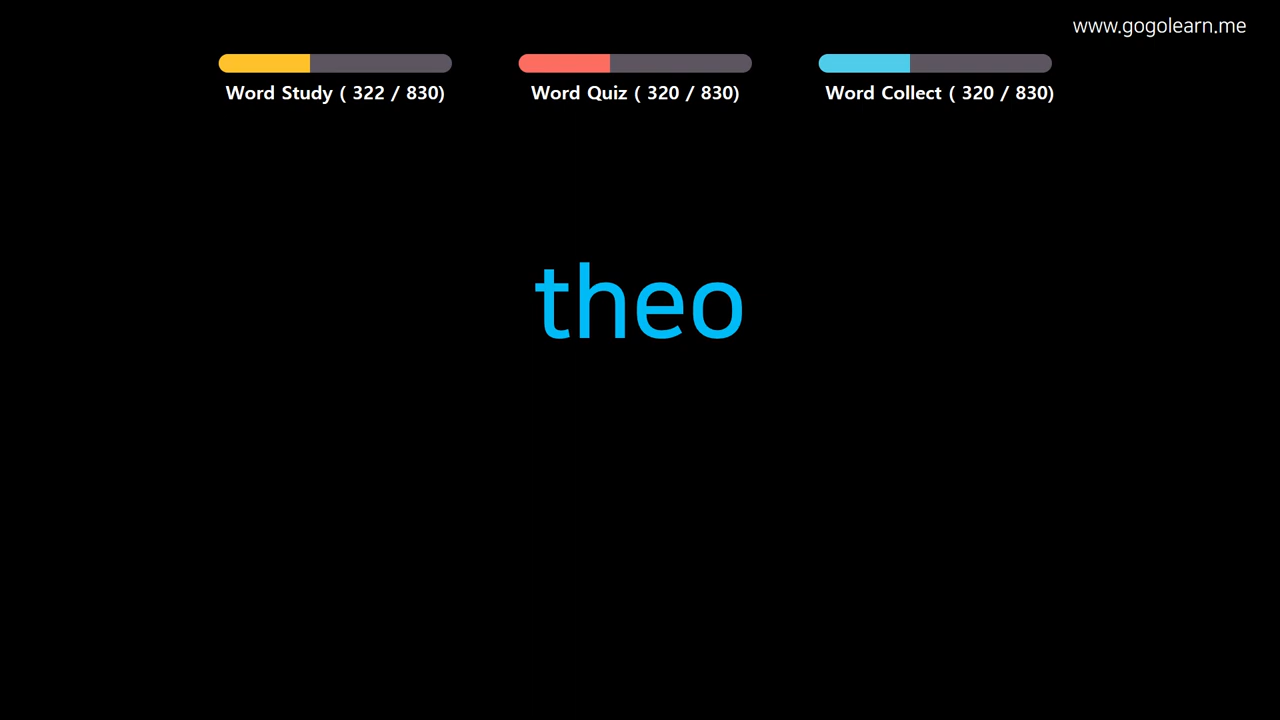 www.gogolearn.me
Word Study ( 322 / 830)
Word Quiz ( 320 / 830)
Word Collect ( 320 / 830)
theo